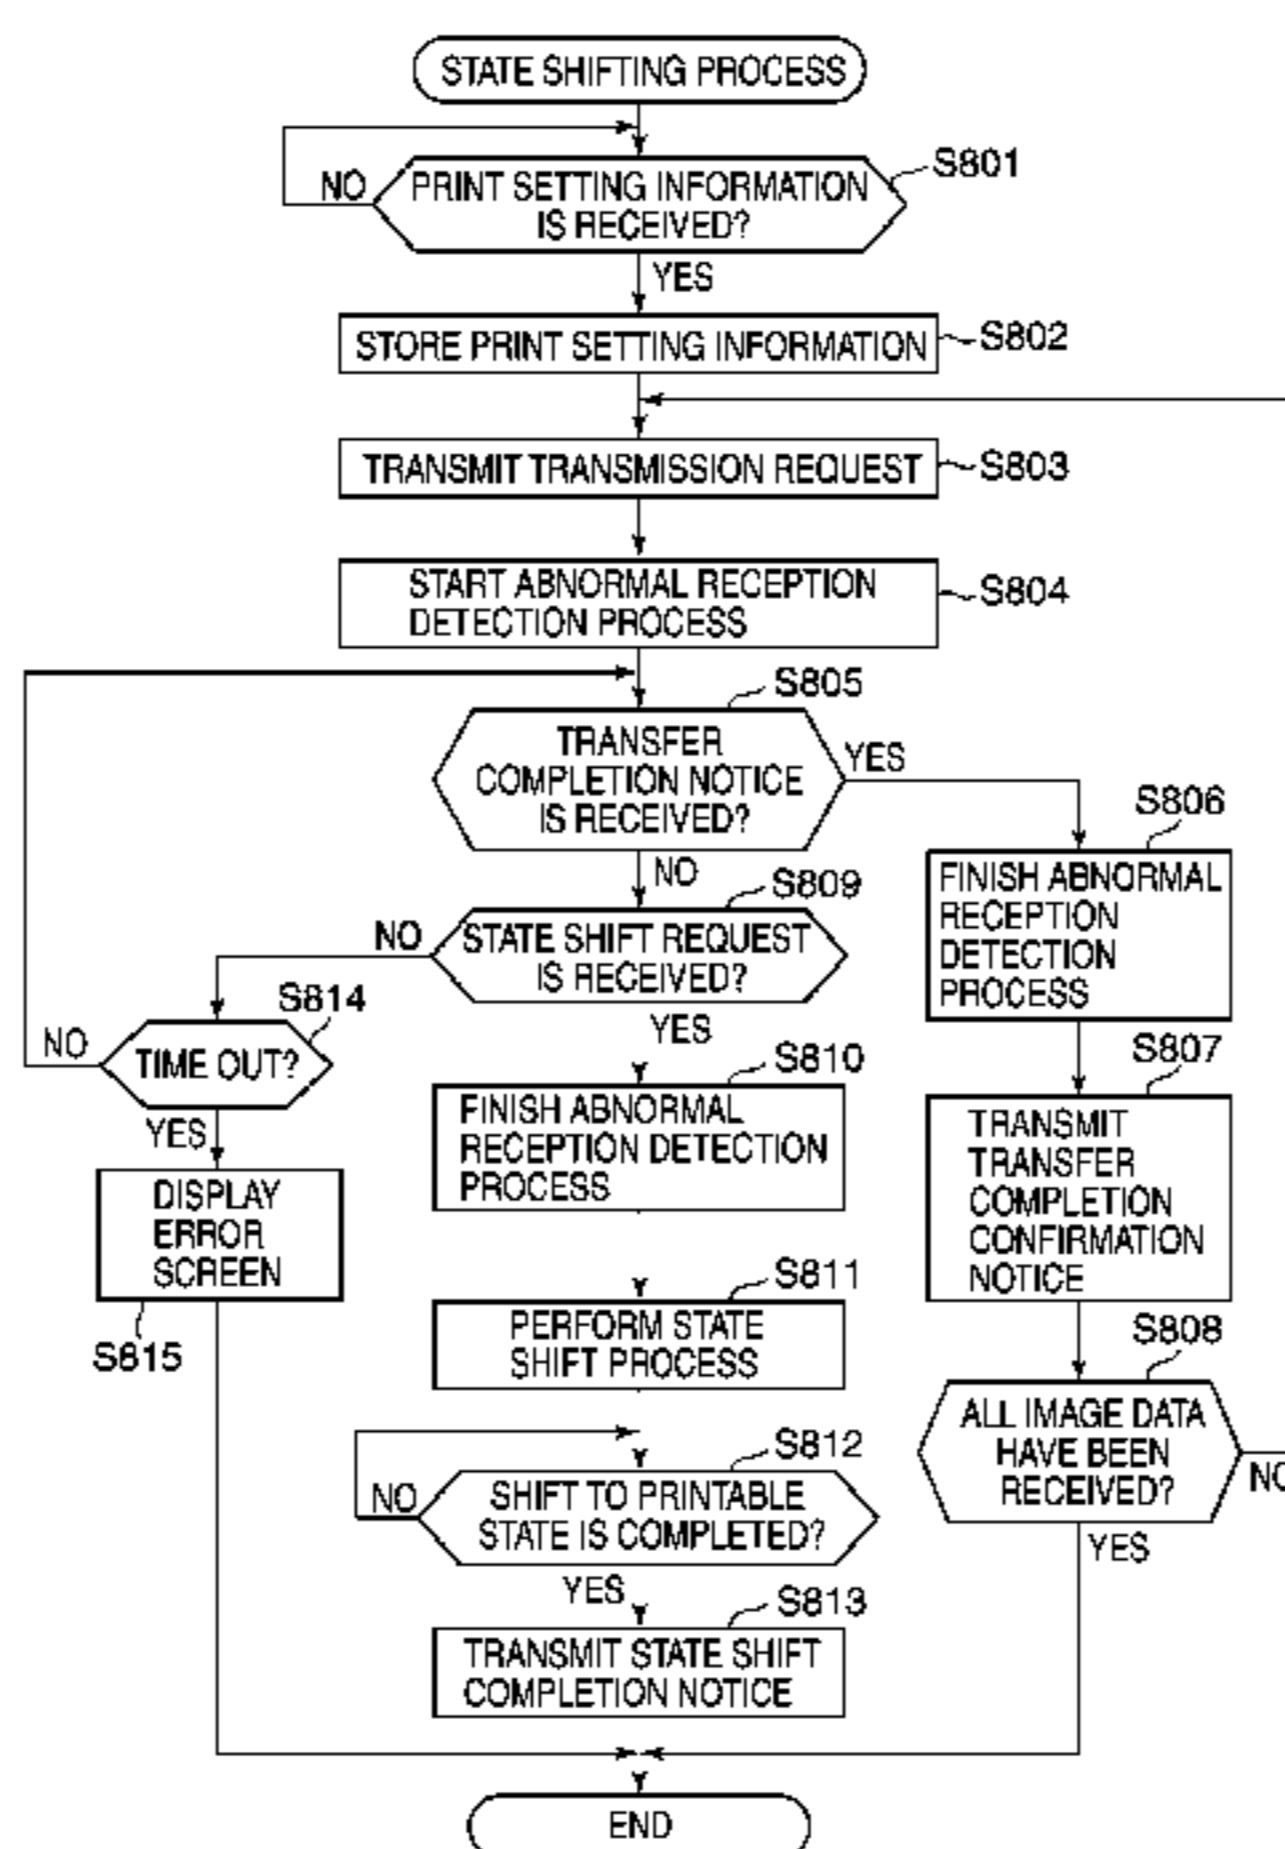 STATE SHIFTING PROCESS
S801
NO
PRINT SETTING INFORMATION
IS RECEIVED?
YES
STORE PRINT SETTING INFORMATION
S802
TRANSMIT TRANSMISSION REQUEST
S803
START ABNORMAL RECEPTION
DETECTION PROCESS
S804
S805
TRANSFER
COMPLETION NOTICE
IS RECEIVED?
YES
NO
S806
FINISH ABNORMAL
RECEPTION
DETECTION
PROCESS
S809
NO
STATE SHIFT REQUEST
IS RECEIVED?
YES
S814
NO
TIME OUT?
YES
S810
FINISH ABNORMAL
RECEPTION DETECTION
PROCESS
S807
TRANSMIT
TRANSFER
COMPLETION
CONFIRMATION
NOTICE
DISPLAY
ERROR
SCREEN
S815
S811
PERFORM STATE
SHIFT PROCESS
S808
ALL IMAGE DATA
HAVE BEEN
RECEIVED?
NO
YES
S812
NO
SHIFT TO PRINTABLE
STATE IS COMPLETED?
YES
S813
TRANSMIT STATE SHIFT
COMPLETION NOTICE
END